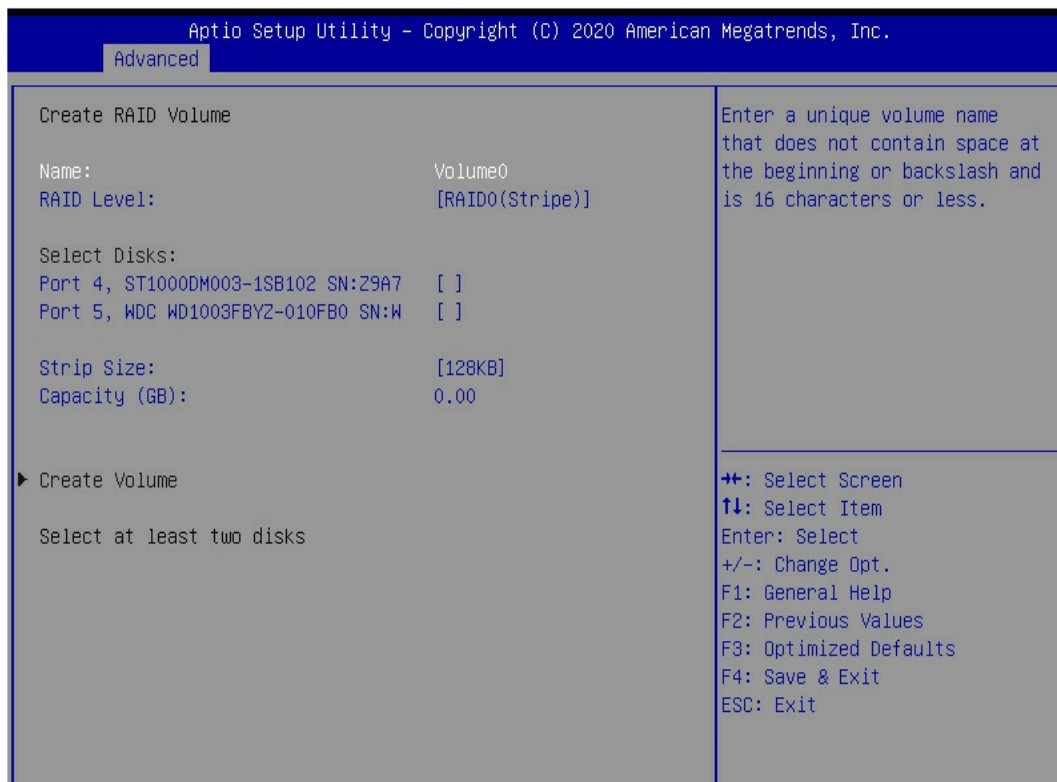 Aptio Setup Utility – Copyright (C) 2020 American Megatrends, Inc.
Advanced
Create RAID Volume
Name: Volume0
RAID Level: [RAID0(Stripe)]
Select Disks:
Port 4, ST1000DM003-1SB102 SN:Z9A7 [ ]
Port 5, WDC WD1003FBYZ-010FB0 SN:W [ ]
Strip Size: [128KB]
Capacity (GB): 0.00
▶ Create Volume
Select at least two disks
Enter a unique volume name
that does not contain space at
the beginning or backslash and
is 16 characters or less.
→←: Select Screen
↑↓: Select Item
Enter: Select
+/-: Change Opt.
F1: General Help
F2: Previous Values
F3: Optimized Defaults
F4: Save & Exit
ESC: Exit